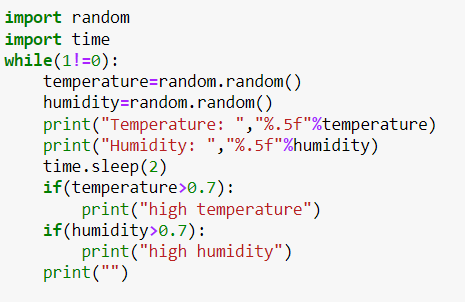 import random
import time
while(1!=0):
    temperature=random.random()
    humidity=random.random()
    print("Temperature: ","%.5f"%temperature)
    print("Humidity: ","%.5f"%humidity)
    time.sleep(2)
    if(temperature>0.7):
        print("high temperature")
    if(humidity>0.7):
        print("high humidity")
    print("")